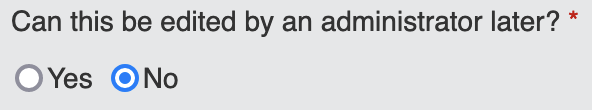 Can this be edited by an administrator later? *
Yes No